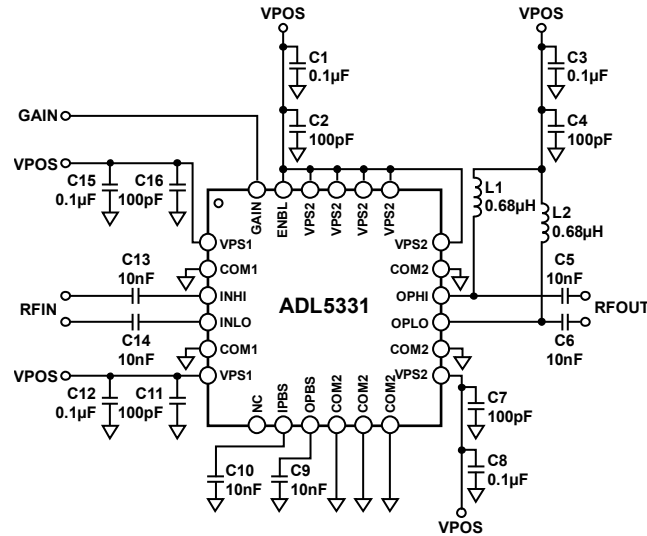 VPOS
VPOS
C1
0.1µF
C3
0.1µF
GAIN
C2
100pF
C4
100pF
VPOS
C15
0.1µF
C16
100pF
GAIN
ENBL
VPS2
VPS2
VPS2
VPS2
L1
0.68µH
L2
0.68µH
VPS1
VPS2
COM1
COM2
C13
10nF
C5
10nF
INHI
ADL5331
OPHI
RFIN
RFOUT
INLO
OPLO
C14
10nF
C6
10nF
COM1
COM2
VPOS
VPS1
VPS2
C12
0.1µF
C11
100pF
NC
IPBS
OPBS
COM2
COM2
COM2
C7
100pF
C10
10nF
C9
10nF
C8
0.1µF
VPOS